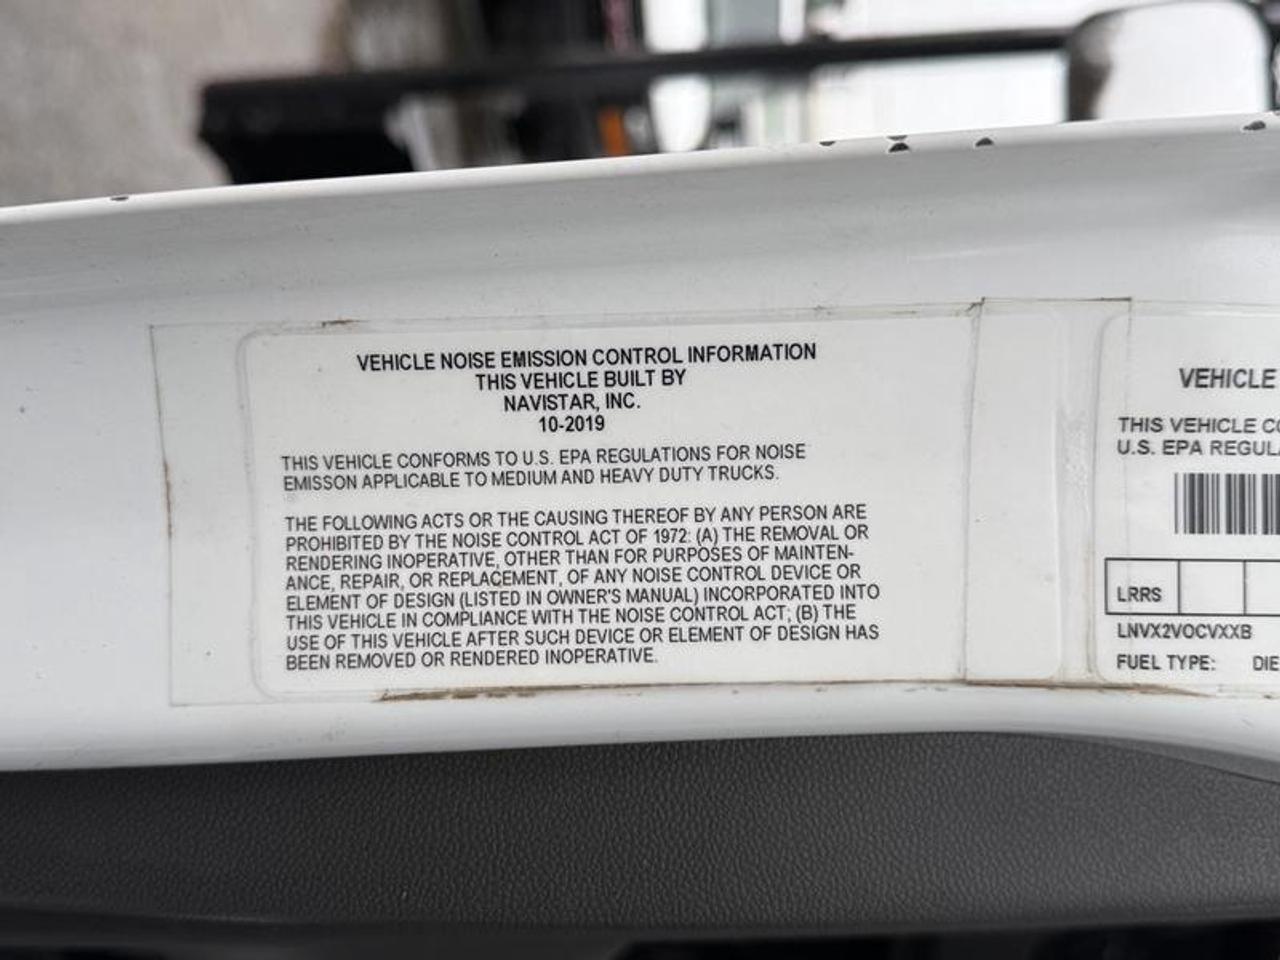 VEHICLE NOISE EMISSION CONTROL INFORMATION
THIS VEHICLE BUILT BY
NAVISTAR, INC.
10-2019
THIS VEHICLE CONFORMS TO U.S. EPA REGULATIONS FOR NOISE
EMISSON APPLICABLE TO MEDIUM AND HEAVY DUTY TRUCKS.
THE FOLLOWING ACTS OR THE CAUSING THEREOF BY ANY PERSON ARE
PROHIBITED BY THE NOISE CONTROL ACT OF 1972: (A) THE REMOVAL OR
RENDERING INOPERATIVE, OTHER THAN FOR PURPOSES OF MAINTEN-
ANCE, REPAIR, OR REPLACEMENT, OF ANY NOISE CONTROL DEVICE OR
ELEMENT OF DESIGN (LISTED IN OWNER'S MANUAL) INCORPORATED INTO
THIS VEHICLE IN COMPLIANCE WITH THE NOISE CONTROL ACT; (B) THE
USE OF THIS VEHICLE AFTER SUCH DEVICE OR ELEMENT OF DESIGN HAS
BEEN REMOVED OR RENDERED INOPERATIVE.
VEHICLE
THIS VEHICLE CO
U.S. EPA REGULA
LRRS
LNVX2VOCVXXB
FUEL TYPE: DIE